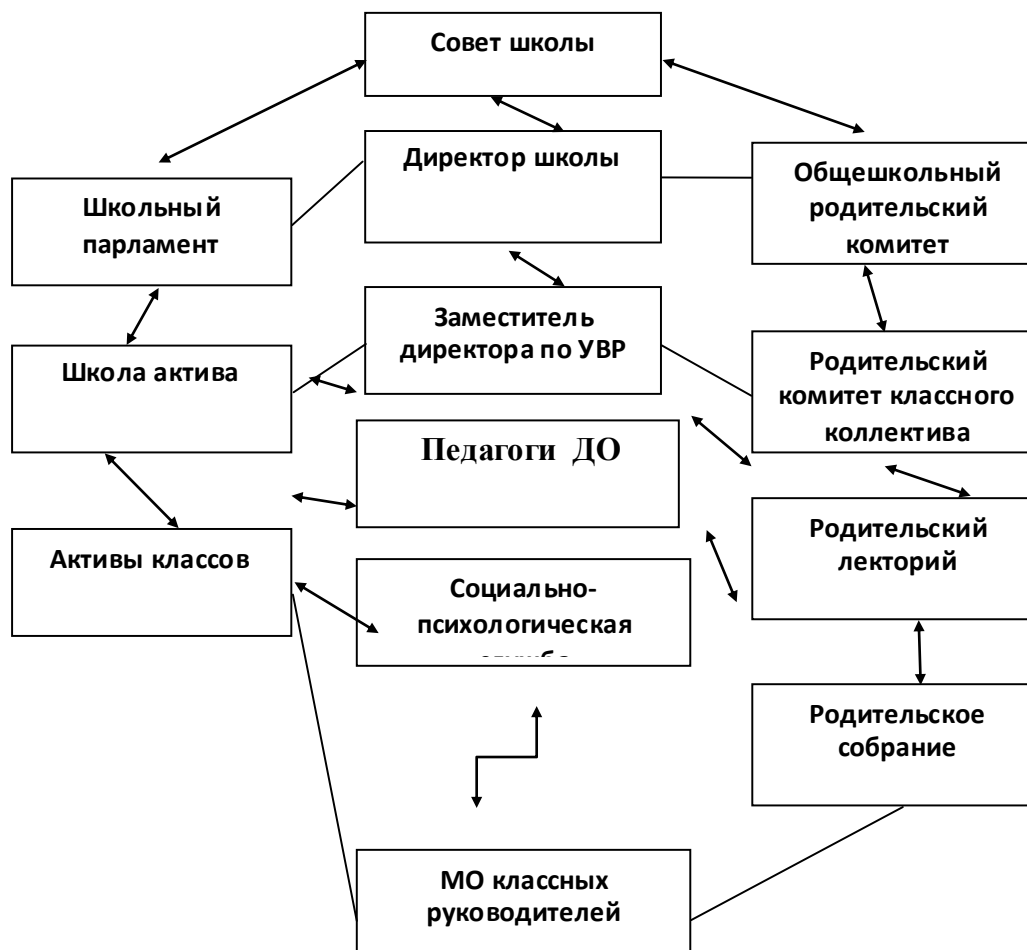 Совет школы
Директор школы
Школьный
парламент
Общешкольный
родительский
комитет
Заместитель
директора по УВР
Школа актива
Родительский
комитет классного
коллектива
Педагоги ДО
Активы классов
Родительский
лекторий
Социально-
психологическая
Родительское
собрание
МО классных
руководителей